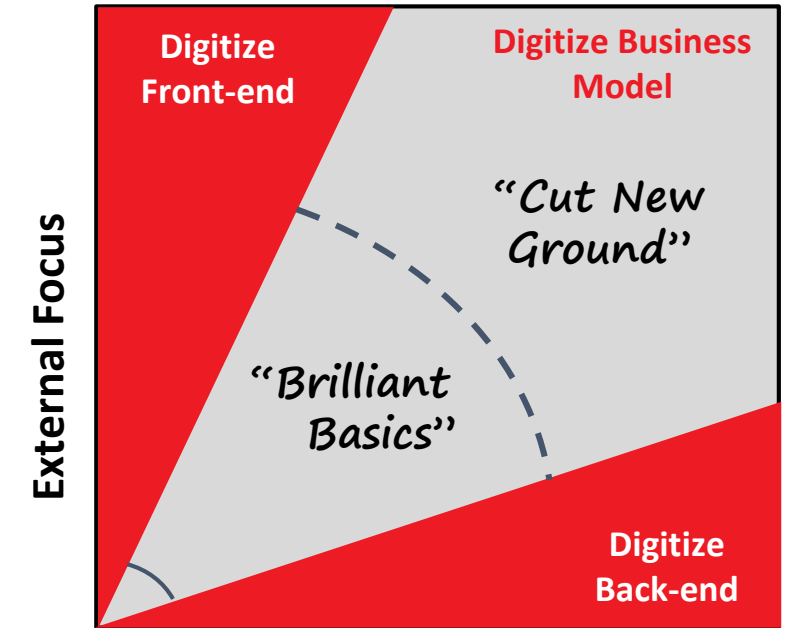 Digitize
Front-end
Digitize Business
Model
“Cut New
Ground”
External Focus
“Brilliant
Basics”
Digitize
Back-end